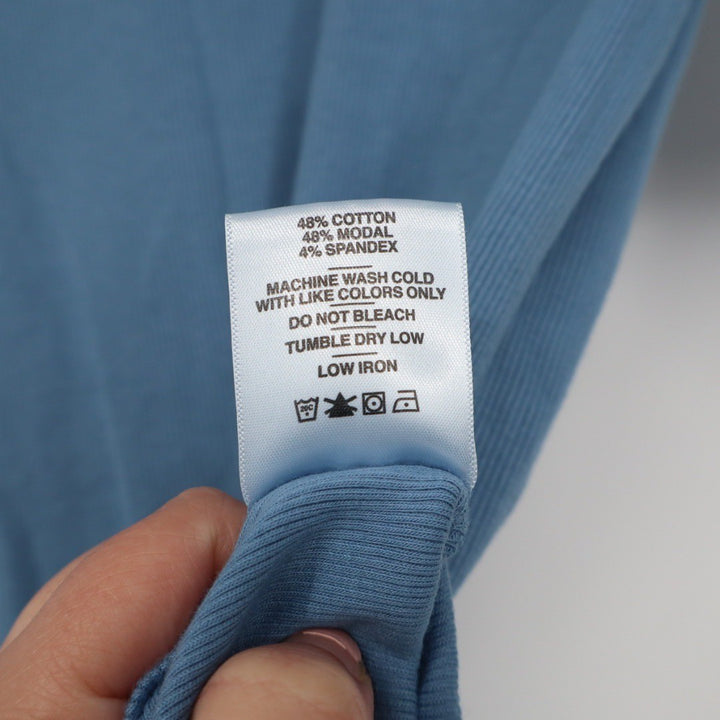 48% COTTON
48% MODAL
4% SPANDEX
MACHINE WASH COLD
WITH LIKE COLORS ONLY
DO NOT BLEACH
TUMBLE DRY LOW
LOW IRON
20C